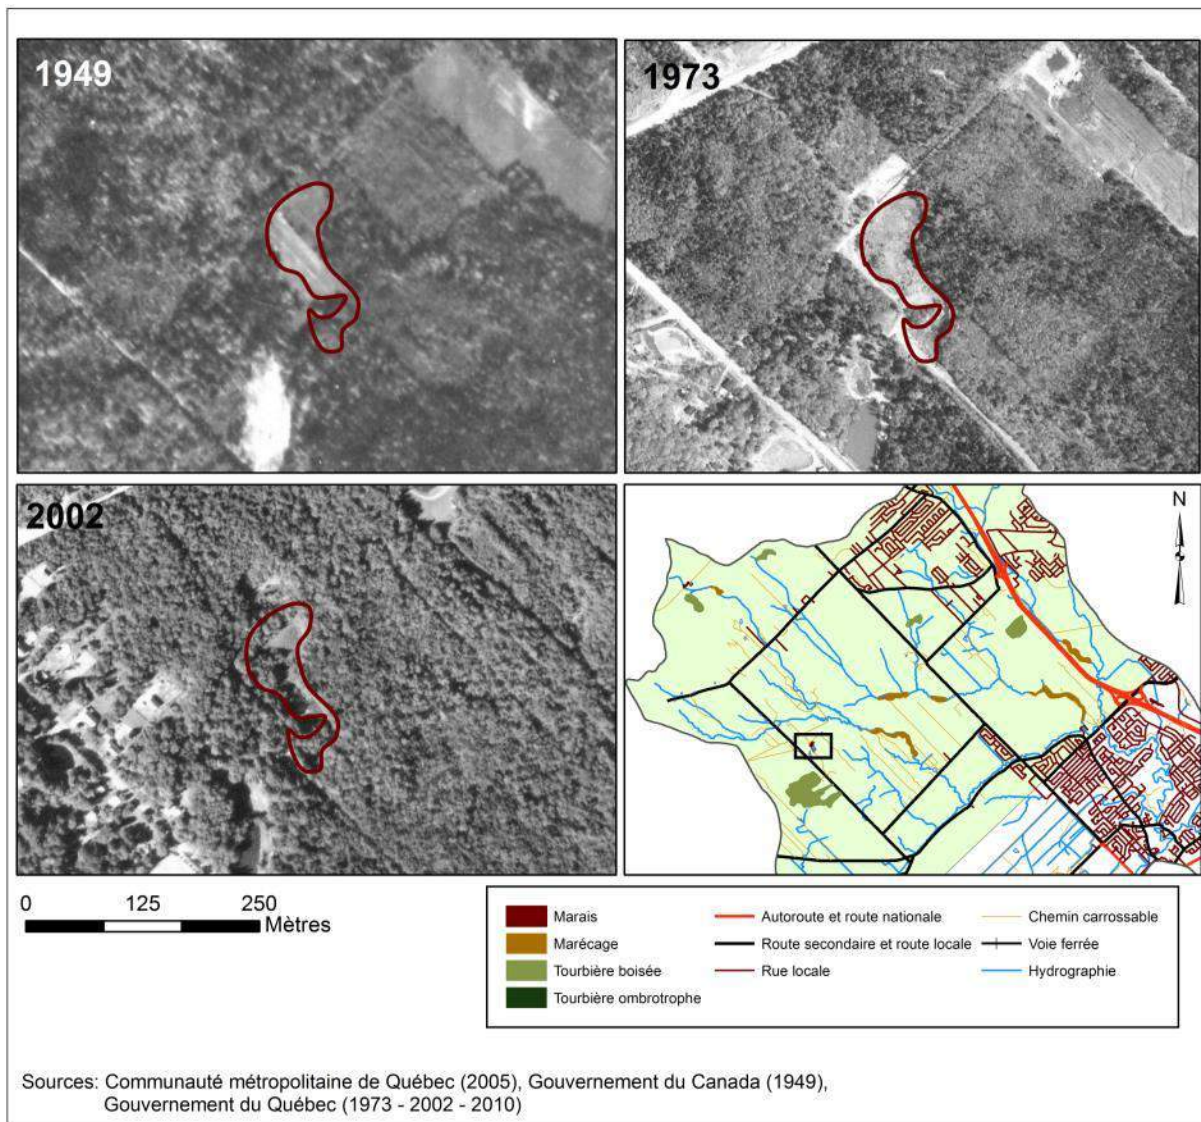 1949
1973
2002
N
0 125 250
Mètres
Marais
Marécage
Tourbière boisée
Tourbière ombrotrophe
Autoroute et route nationale
Route secondaire et route locale
Rue locale
Chemin carrossable
Voie ferrée
Hydrographie
Sources: Communauté métropolitaine de Québec (2005), Gouvernement du Canada (1949),
Gouvernement du Québec (1973 - 2002 - 2010)